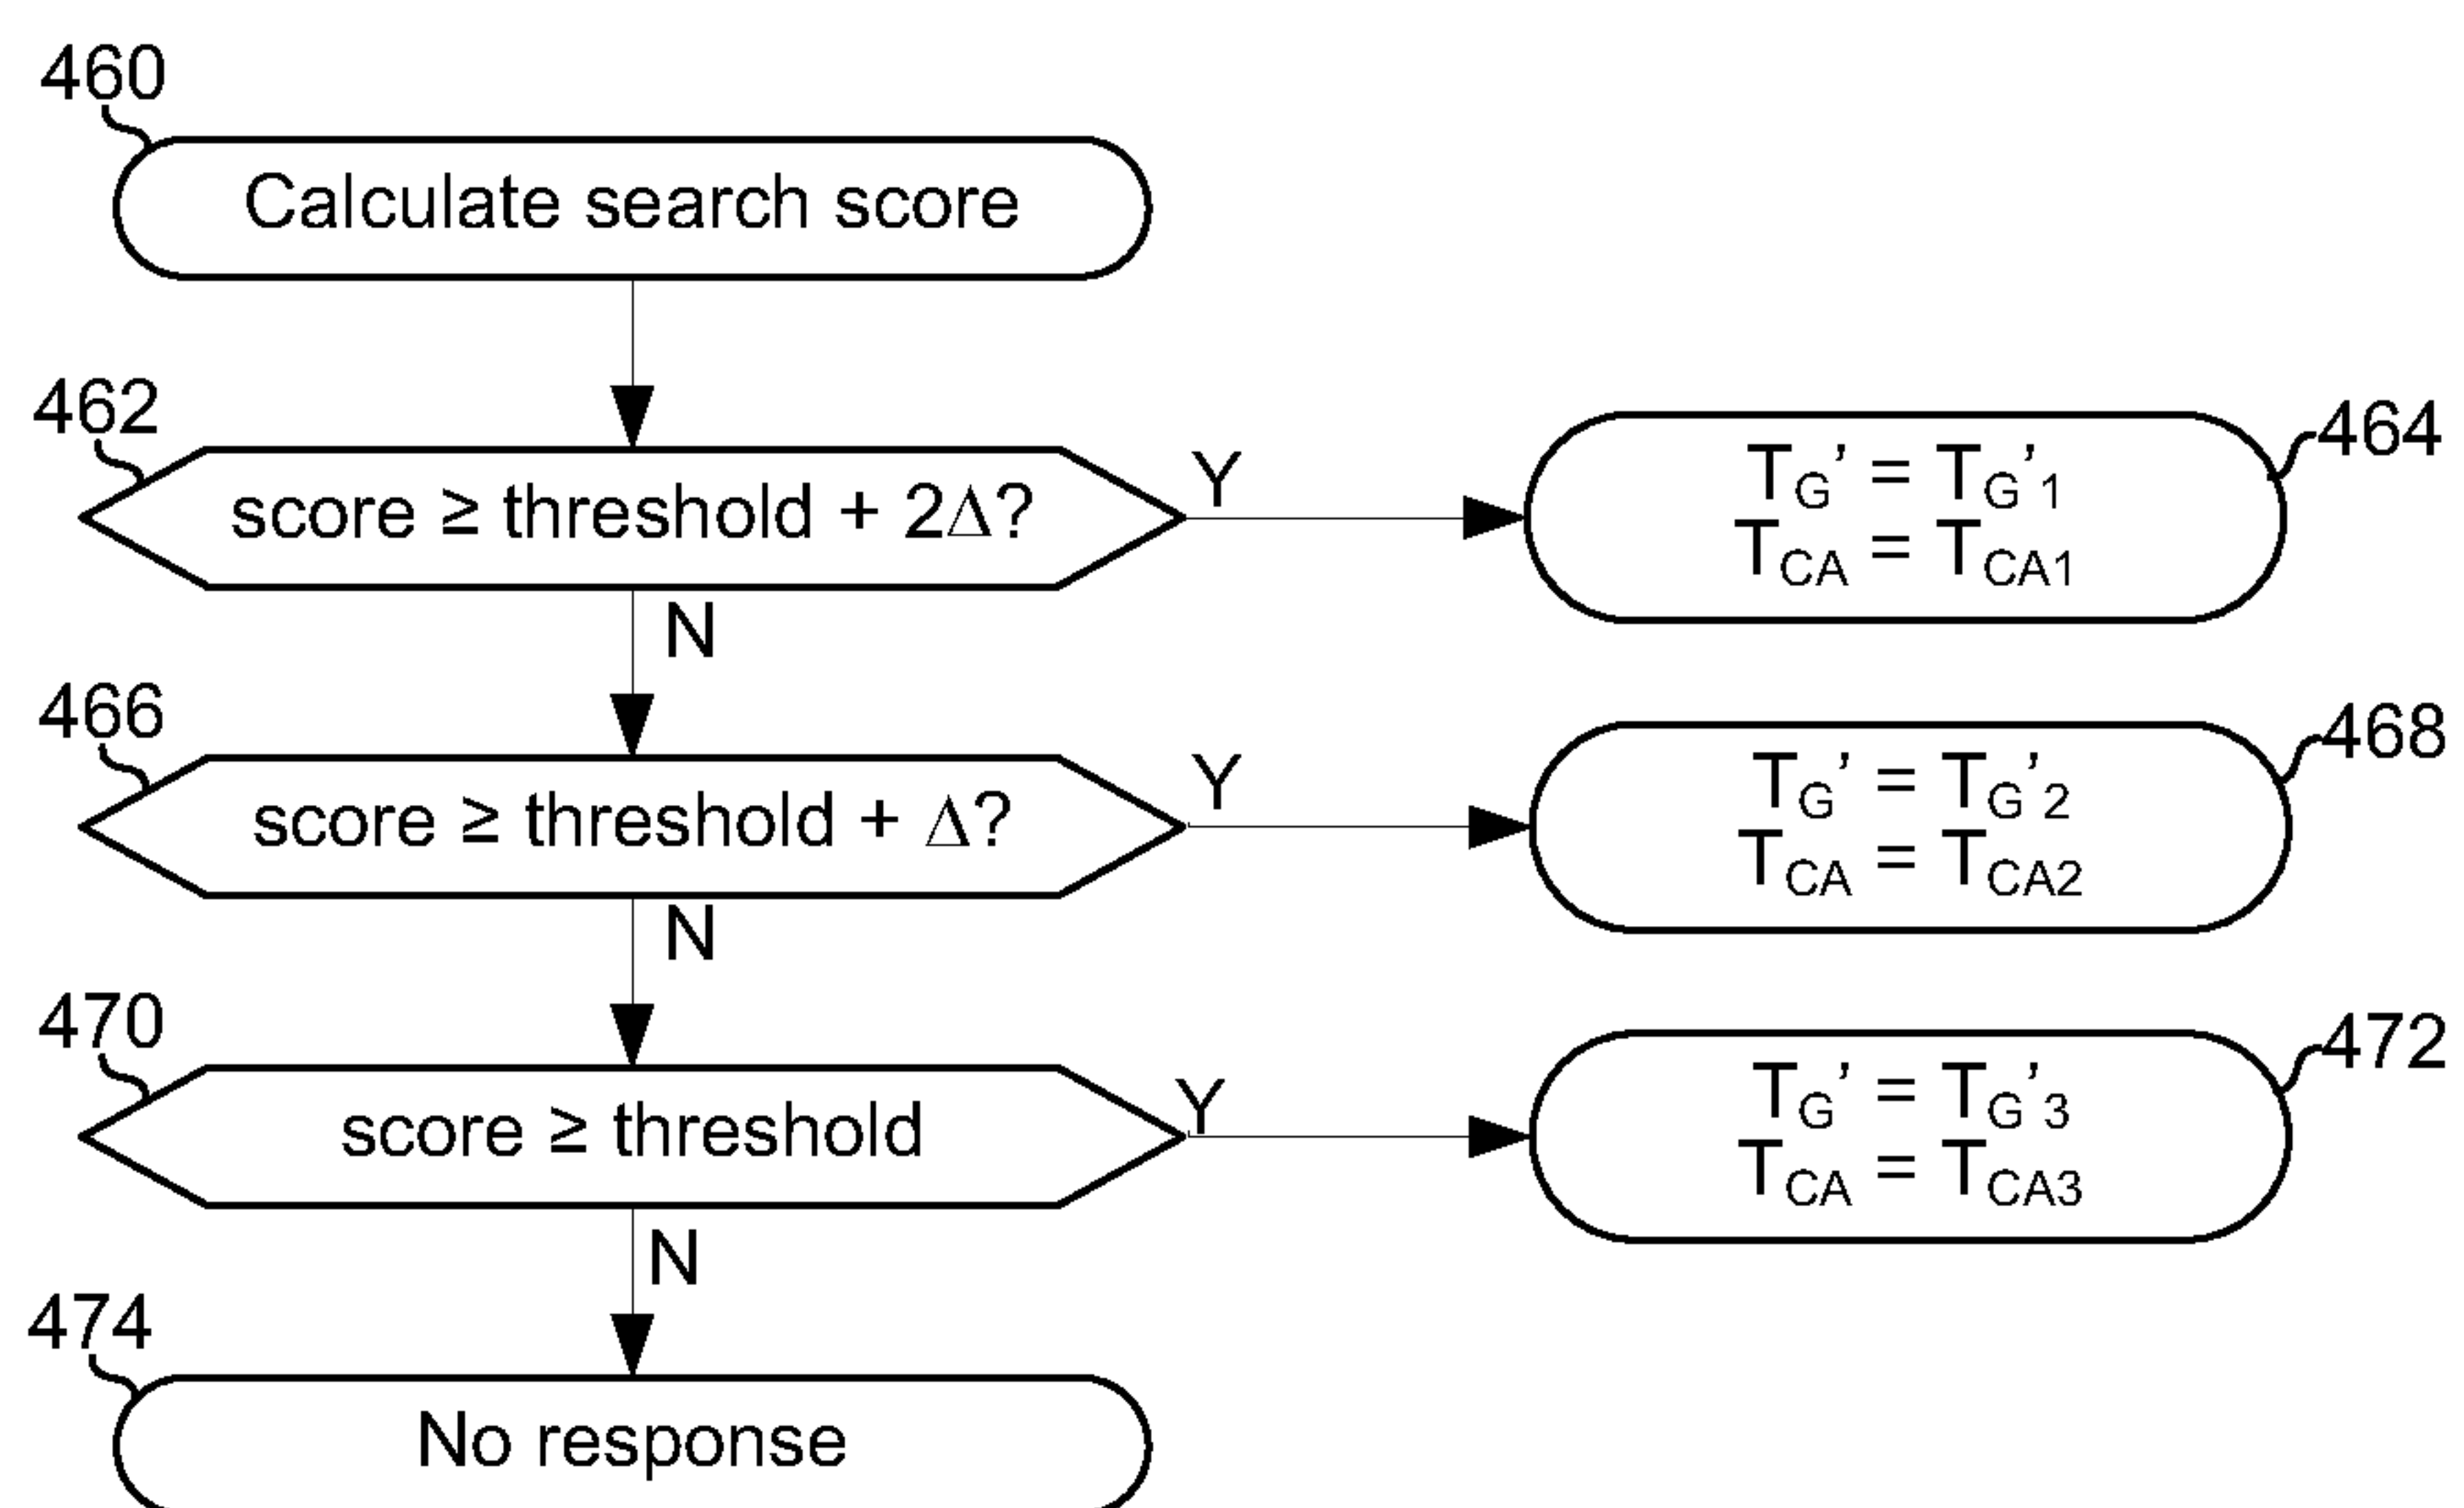 460
Calculate search score
462
score ≥ threshold + 2Δ?
Y
464
T_G' = T_G'_1
T_CA = T_CA1
N
466
score ≥ threshold + Δ?
Y
468
T_G' = T_G'_2
T_CA = T_CA2
N
470
score ≥ threshold
Y
472
T_G' = T_G'_3
T_CA = T_CA3
N
474
No response